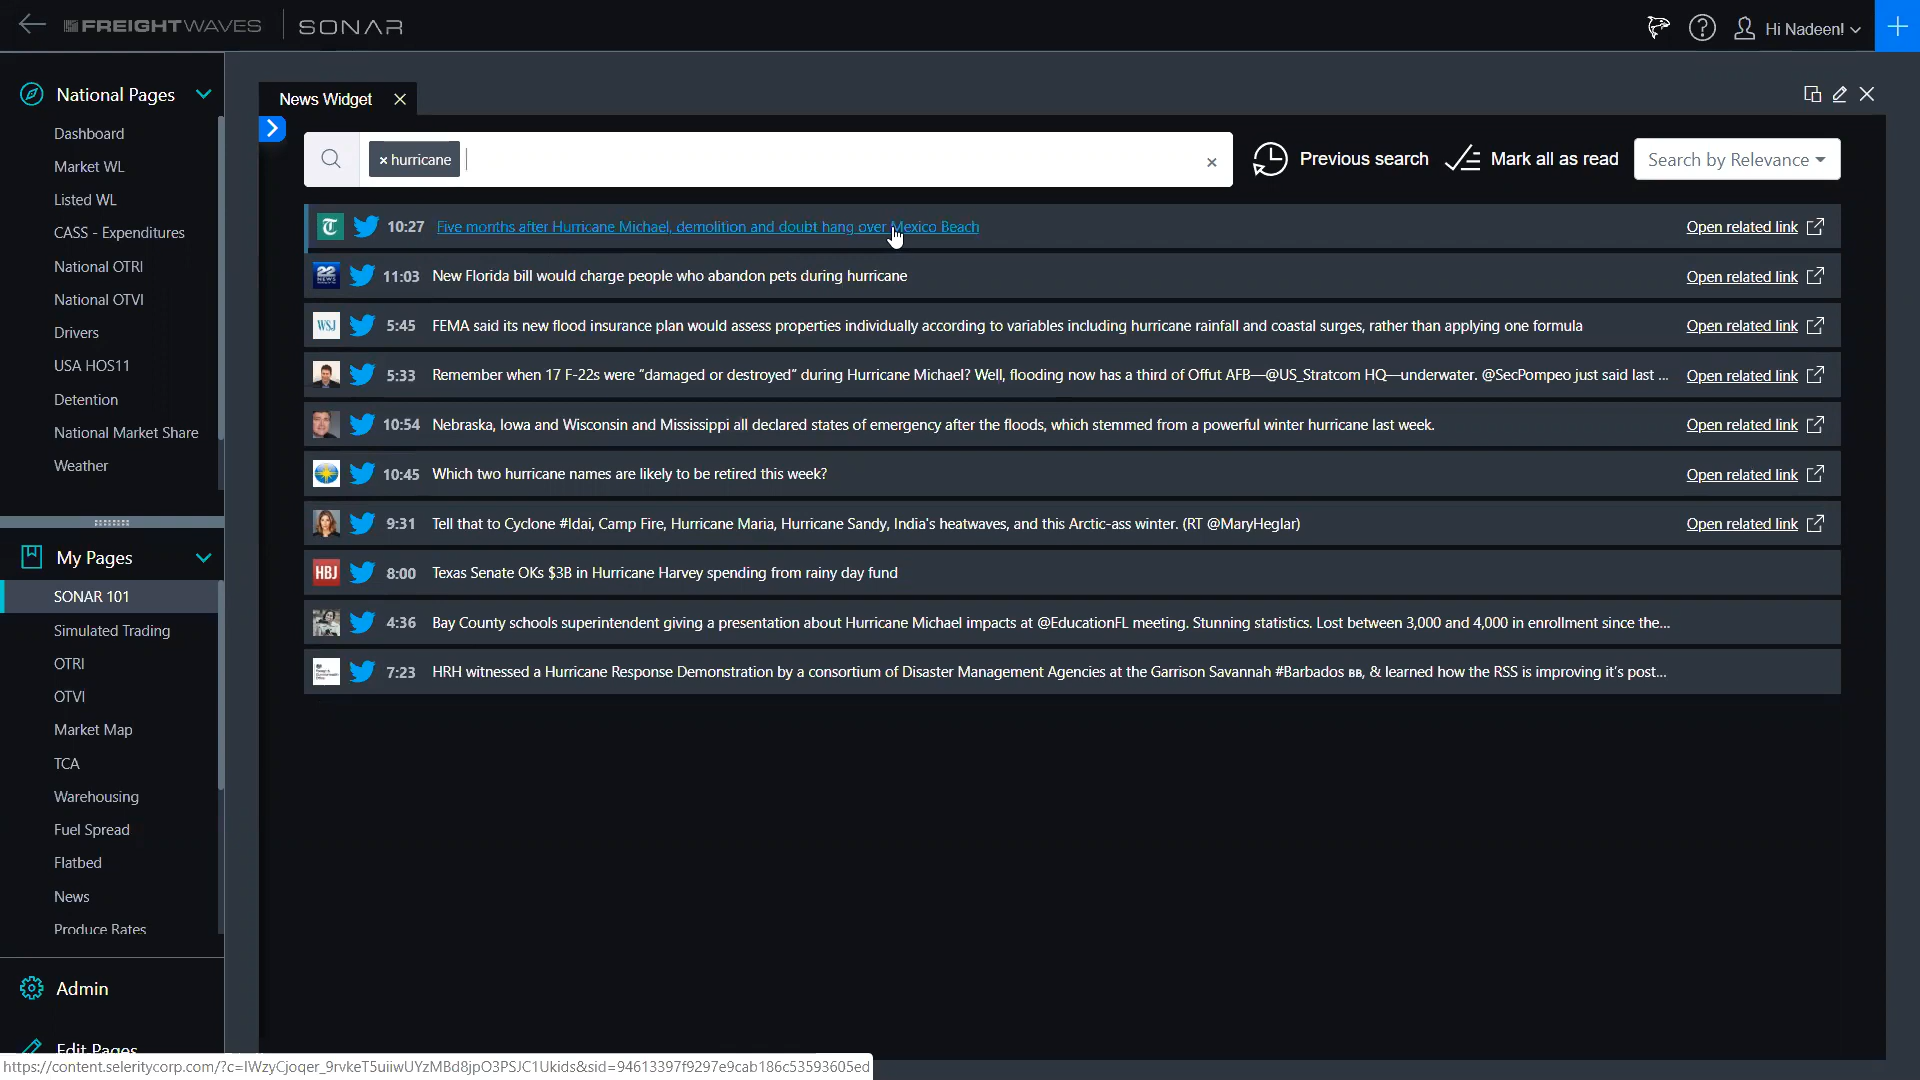 FREIGHTWAVES SONAR
Hi Nadeen!
National Pages
Dashboard
Market WL
Listed WL
CASS - Expenditures
National OTRI
National OTVI
Drivers
USA HOS11
Detention
National Market Share
Weather
My Pages
SONAR 101
Simulated Trading
OTRI
OTVI
Market Map
TCA
Warehousing
Fuel Spread
Flatbed
News
Produce Rates
Admin
Edit Pages
News Widget
× hurricane
Previous search
Mark all as read
Search by Relevance
10:27 Five months after Hurricane Michael, demolition and doubt hang over Mexico Beach Open related link
22 NEWS 11:03 New Florida bill would charge people who abandon pets during hurricane Open related link
WSJ 5:45 FEMA said its new flood insurance plan would assess properties individually according to variables including hurricane rainfall and coastal surges, rather than applying one formula Open related link
5:33 Remember when 17 F-22s were “damaged or destroyed” during Hurricane Michael? Well, flooding now has a third of Offut AFB—@US_Stratcom HQ—underwater. @SecPompeo just said last ... Open related link
10:54 Nebraska, Iowa and Wisconsin and Mississippi all declared states of emergency after the floods, which stemmed from a powerful winter hurricane last week. Open related link
10:45 Which two hurricane names are likely to be retired this week? Open related link
9:31 Tell that to Cyclone #Idai, Camp Fire, Hurricane Maria, Hurricane Sandy, India's heatwaves, and this Arctic-ass winter. (RT @MaryHeglar) Open related link
HBJ 8:00 Texas Senate OKs $3B in Hurricane Harvey spending from rainy day fund
4:36 Bay County schools superintendent giving a presentation about Hurricane Michael impacts at @EducationFL meeting. Stunning statistics. Lost between 3,000 and 4,000 in enrollment since the...
7:23 HRH witnessed a Hurricane Response Demonstration by a consortium of Disaster Management Agencies at the Garrison Savannah #Barbados BB, & learned how the RSS is improving it's post...
https://content.seleritycorp.com/?c=IWzyCjoqer_9rvkeT5uiiwUYzMBd8jpO3PSJC1Ukids&sid=94613397f9297e9cab186c53593605ed